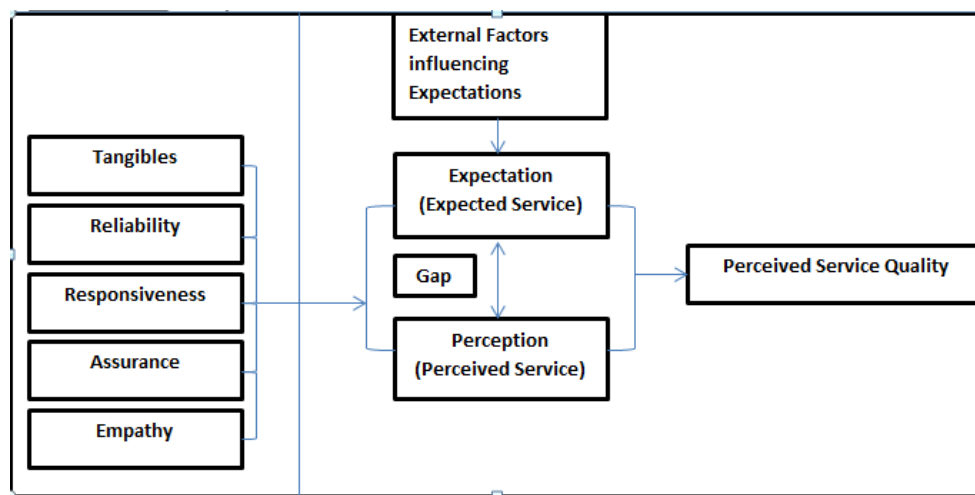 External Factors
influencing
Expectations
Tangibles
Reliability
Responsiveness
Assurance
Empathy
Expectation
(Expected Service)
Gap
Perception
(Perceived Service)
Perceived Service Quality